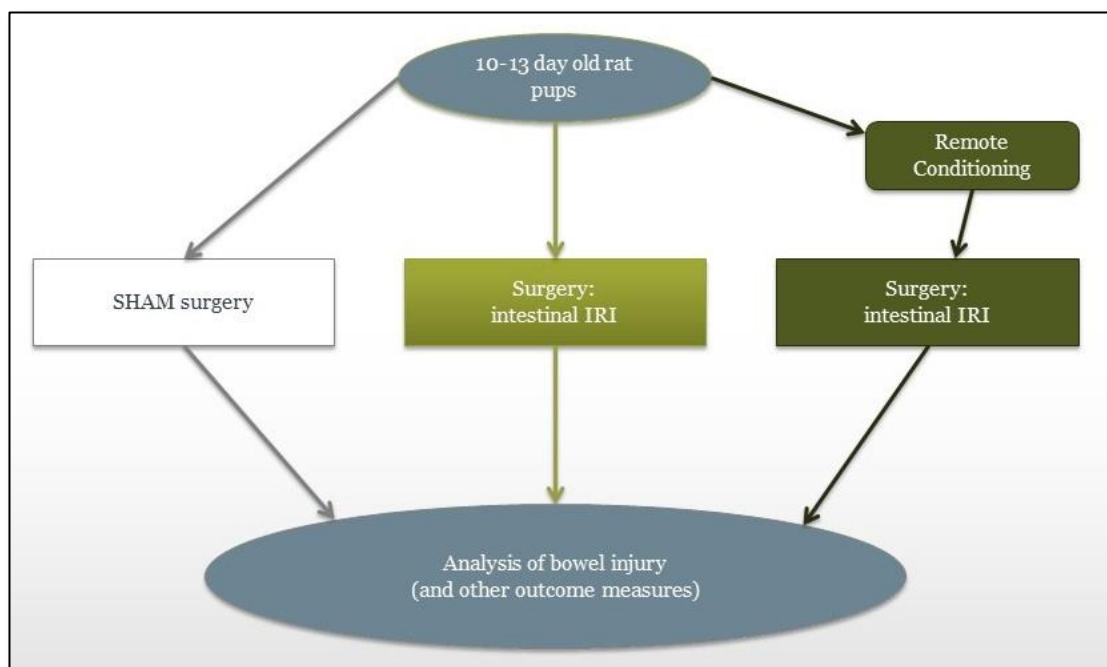 10-13 day old rat
pups
Remote
Conditioning
SHAM surgery
Surgery:
intestinal IRI
Surgery:
intestinal IRI
Analysis of bowel injury
(and other outcome measures)